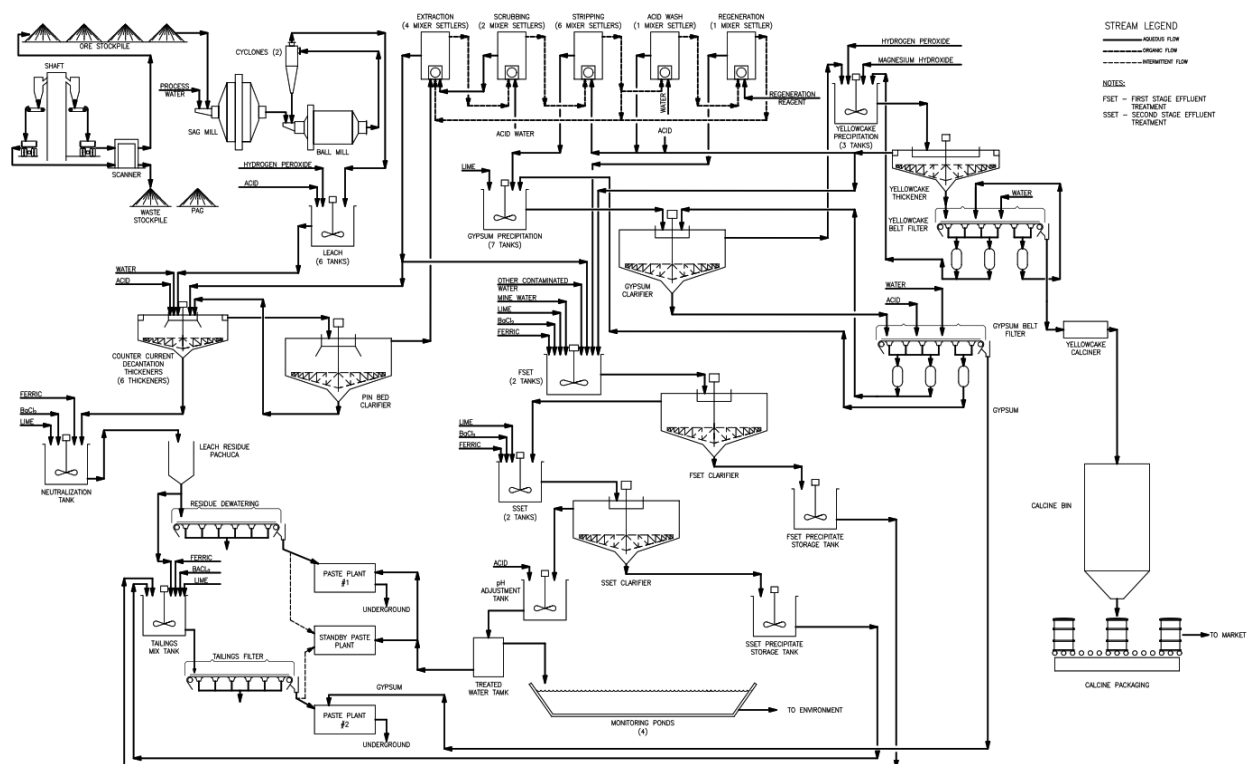 EXTRACTION
(4 MIXER SETTLERS)
SCRUBBING
(2 MIXER SETTLERS)
STRIPPING
(6 MIXER SETTLERS)
ACID WASH
(1 MIXER SETTLER)
REGENERATION
(1 MIXER SETTLER)
STREAM LEGEND
AQUEOUS FLOW
ORGANIC FLOW
INTERMITTENT FLOW
NOTES:
FSET – FIRST STAGE EFFLUENT
TREATMENT
SSET – SECOND STAGE EFFLUENT
TREATMENT
ORE STOCKPILE
CYCLONES (2)
HYDROGEN PEROXIDE
MAGNESIUM HYDROXIDE
SHAFT
PROCESS
WATER
SAG MILL
BALL MILL
SCANNER
WASTE
STOCKPILE
PAG
ACID WATER
WATER
ACID
REGENERATION
REAGENT
YELLOWCAKE
PRECIPITATION
(3 TANKS)
HYDROGEN PEROXIDE
ACID
LEACH
(6 TANKS)
LIME
GYPSUM PRECIPITATION
(7 TANKS)
YELLOWCAKE
THICKENER
WATER
YELLOWCAKE
BELT FILTER
WATER
ACID
COUNTER CURRENT
DECANTATION
THICKENERS
(6 THICKENERS)
PIN BED
CLARIFIER
GYPSUM
CLARIFIER
OTHER CONTAMINATED
WATER
MINE WATER
LIME
BaCl₂
FERRIC
FSET
(2 TANKS)
WATER
ACID
GYPSUM BELT
FILTER
YELLOWCAKE
CALCINER
GYPSUM
FERRIC
BaCl₂
LIME
NEUTRALIZATION
TANK
LEACH RESIDUE
PACHUCA
LIME
BaCl₂
FERRIC
SSET
(2 TANKS)
FSET CLARIFIER
FSET PRECIPITATE
STORAGE TANK
CALCINE BIN
RESIDUE DEWATERING
FERRIC
BACl₂
LIME
TAILINGS
MIX TANK
PASTE PLANT
#1
UNDERGROUND
STANDBY PASTE
PLANT
ACID
pH
ADJUSTMENT
TANK
SSET CLARIFIER
SSET PRECIPITATE
STORAGE TANK
TO MARKET
CALCINE PACKAGING
TAILINGS FILTER
GYPSUM
PASTE PLANT
#2
UNDERGROUND
TREATED
WATER TAMK
MONITORING PONDS
(4)
TO ENVIRONMENT